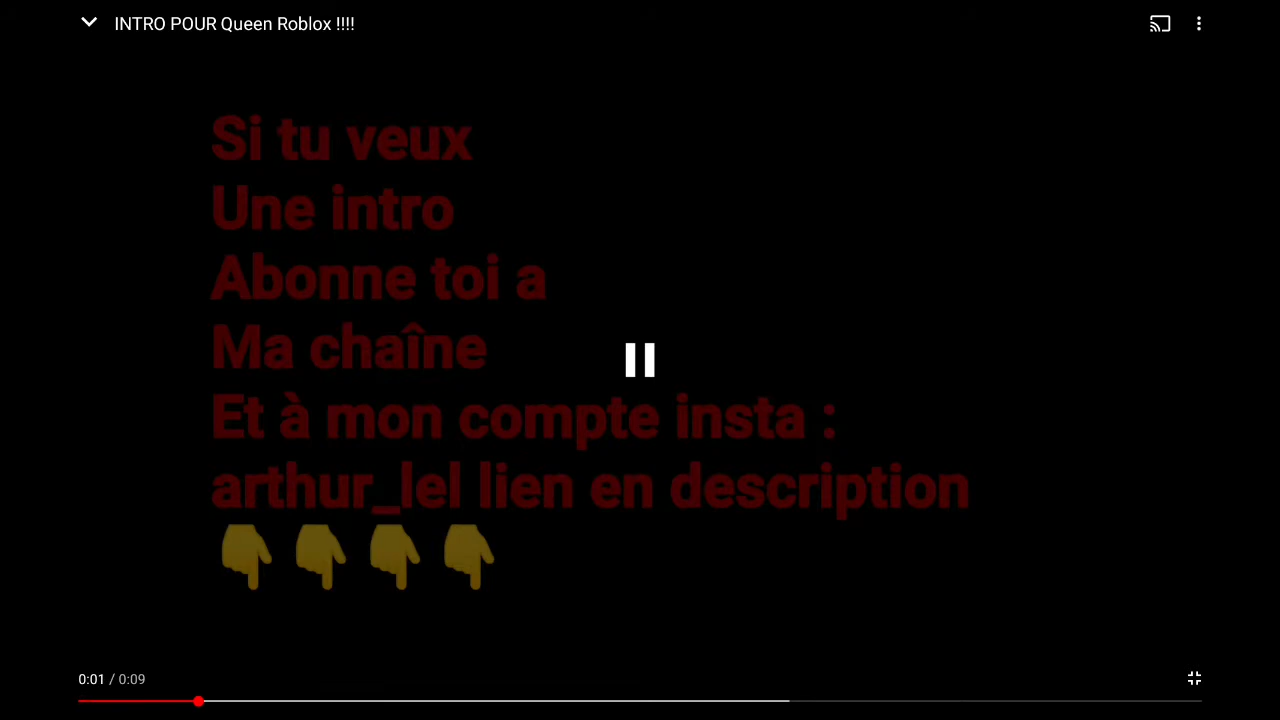 INTRO POUR Queen Roblox !!!!
Si tu veux
Une intro
Abonne toi a
Ma chaîne
Et à mon compte insta :
arthur_lel lien en description
👇👇👇👇
0:01 / 0:09